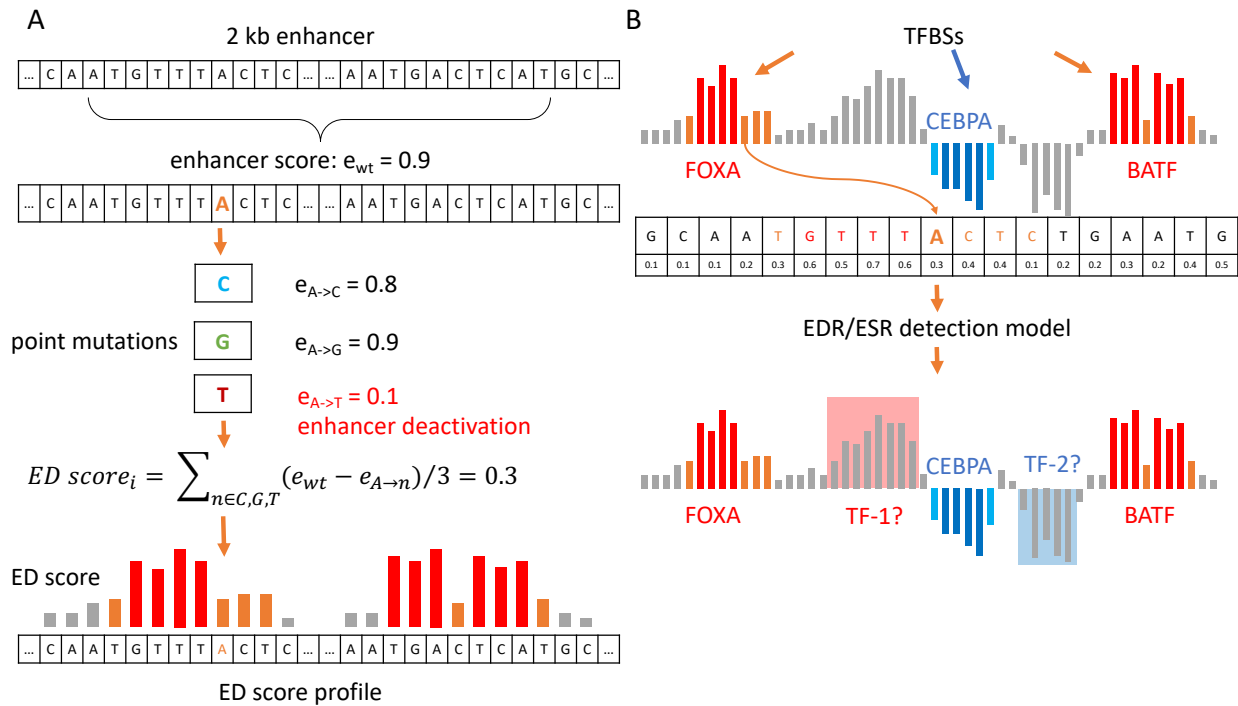 A
2 kb enhancer
... C A A T G T T T A C T C ... ... A A T G A C T C A T G C ...
enhancer score: e_wt = 0.9
... C A A T G T T T A C T C ... ... A A T G A C T C A T G C ...
C
e_A->C = 0.8
point mutations
G
e_A->G = 0.9
T
e_A->T = 0.1
enhancer deactivation
ED score_i = ∑_n∈C,G,T (e_wt − e_A→n)/3 = 0.3
ED score
... C A A T G T T T A C T C ... ... A A T G A C T C A T G C ...
ED score profile
B
TFBSs
CEBPA
FOXA
BATF
G C A A T G T T T A C T C T G A A T G
0.1 0.1 0.1 0.2 0.3 0.6 0.5 0.7 0.6 0.3 0.4 0.4 0.1 0.2 0.2 0.3 0.2 0.4 0.5
EDR/ESR detection model
CEBPA
TF-2?
FOXA
TF-1?
BATF